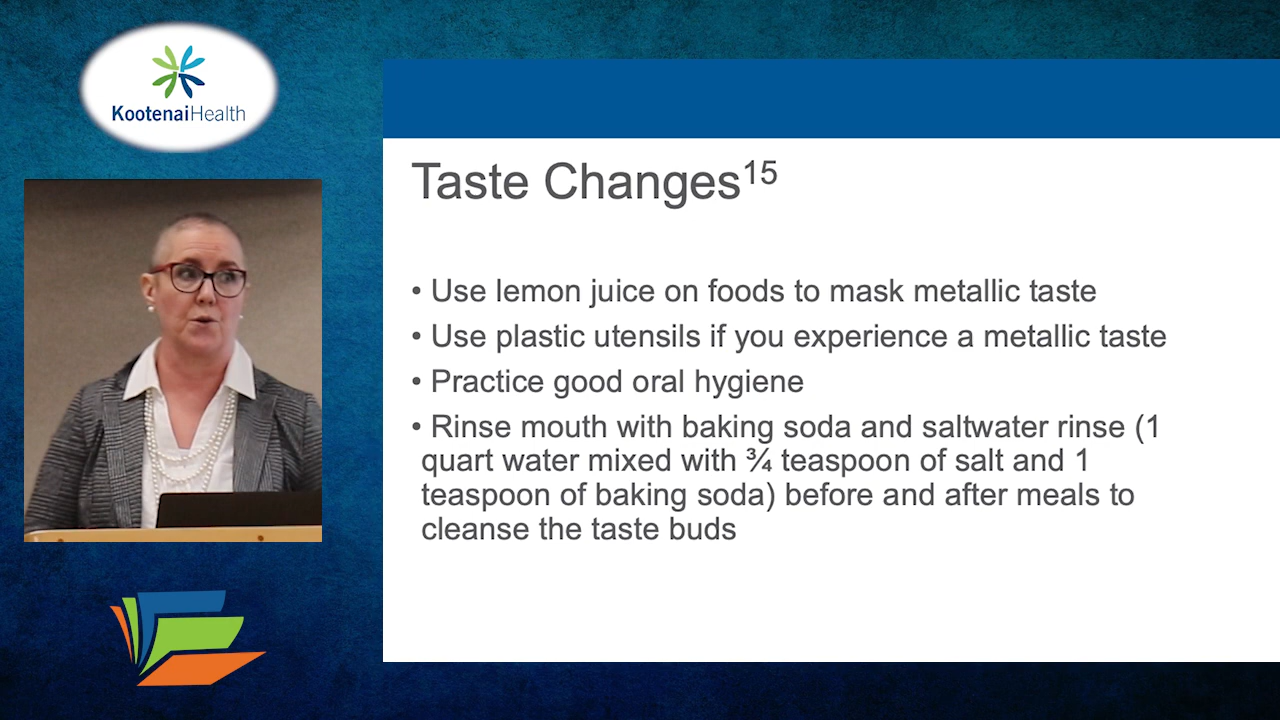 KootenaiHealth
Taste Changes¹⁵
• Use lemon juice on foods to mask metallic taste
• Use plastic utensils if you experience a metallic taste
• Practice good oral hygiene
• Rinse mouth with baking soda and saltwater rinse (1
quart water mixed with ¾ teaspoon of salt and 1
teaspoon of baking soda) before and after meals to
cleanse the taste buds